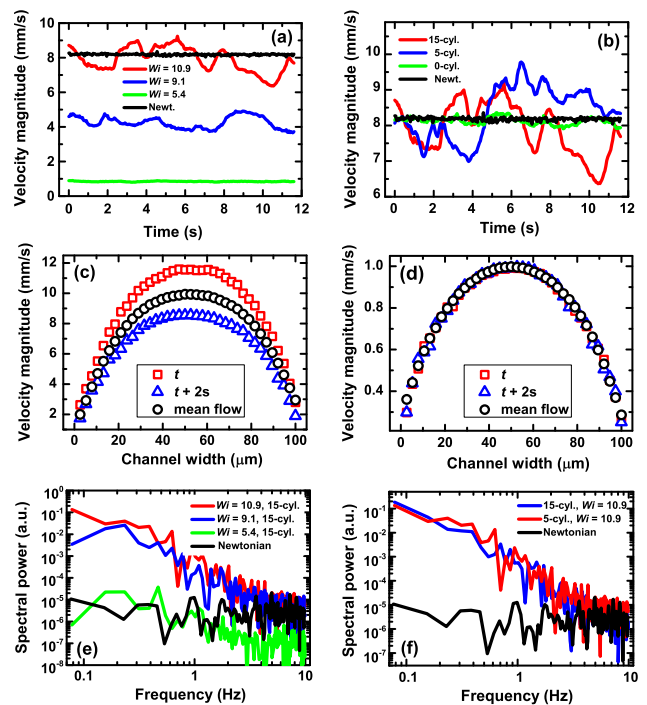 (a)
Velocity magnitude (mm/s)
10
8
6
4
2
0
Wi = 10.9
Wi = 9.1
Wi = 5.4
Newt.
0 2 4 6 8 10 12
Time (s)
(b)
Velocity magnitude (mm/s)
11
10
9
8
7
6
15-cyl.
5-cyl.
0-cyl.
Newt.
0 2 4 6 8 10 12
Time (s)
(c)
Velocity magnitude (mm/s)
12
10
8
6
4
2
t
t + 2s
mean flow
0 20 40 60 80 100
Channel width (μm)
(d)
Velocity magnitude (mm/s)
1.0
0.8
0.6
0.4
t
t + 2s
mean flow
0 20 40 60 80 100
Channel width (μm)
(e)
Spectral power (a.u.)
10^0
10^-1
10^-2
10^-3
10^-4
10^-5
10^-6
10^-7
10^-8
Wi = 10.9, 15-cyl.
Wi = 9.1, 15-cyl.
Wi = 5.4, 15-cyl.
Newtonian
0.1 1 10
Frequency (Hz)
(f)
Spectral power (a.u.)
10^-1
10^-2
10^-3
10^-4
10^-5
10^-6
10^-7
15-cyl., Wi = 10.9
5-cyl., Wi = 10.9
Newtonian
0.1 1 10
Frequency (Hz)